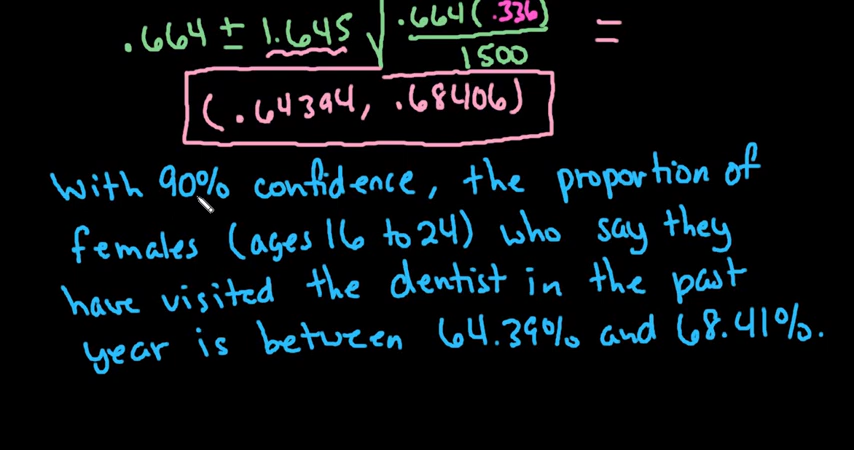 .664 ± 1.645 √ .664(.336) / 1500 =
(.64394, .68406)
With 90% confidence, the proportion of
females (ages 16 to 24) who say they
have visited the dentist in the past
year is between 64.39% and 68.41%.